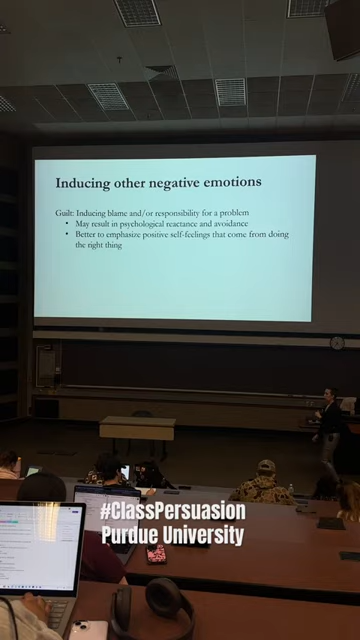 Inducing other negative emotions
Guilt: Inducing blame and/or responsibility for a problem
• May result in psychological reactance and avoidance
• Better to emphasize positive self-feelings that come from doing
the right thing
#ClassPersuasion
Purdue University